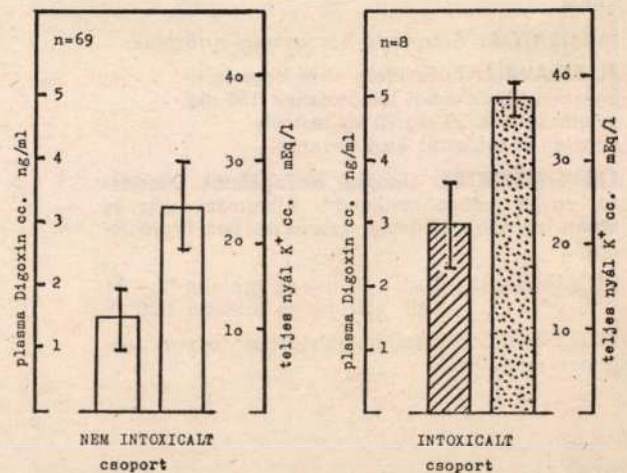 n=69
5
4
3
2
1
plasma Digoxin cc. ng/ml
4o
3o
2o
1o
teljes nyál K+ cc. mEq/l
NEM INTOXICALT
csoport
n=8
5
4
3
2
1
plasma Digoxin cc. ng/ml
4o
3o
2o
1o
teljes nyál K+ cc. mEq/l
INTOXICALT
csoport